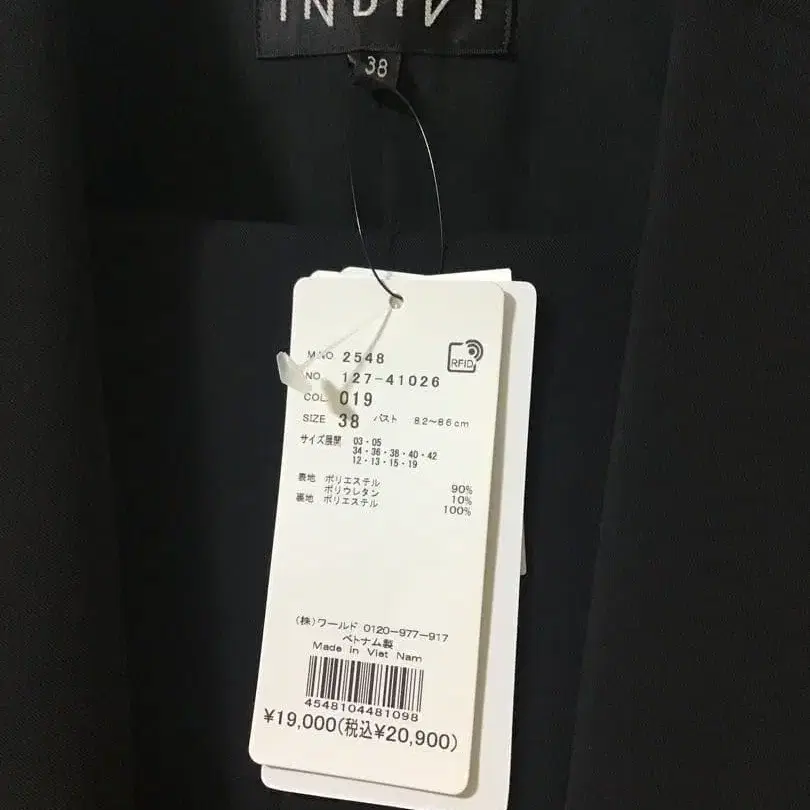 INDIVI
38
M.NO 2548
RFID
NO. 127-41026
COL. 019
SIZE 38 バスト 82~86cm
サイズ展開 03・05
34・36・38・40・42
12・13・15・19
表地 ポリエステル 90%
ポリウレタン 10%
裏地 ポリエステル 100%
(株)ワールド 0120-977-917
ベトナム製
Made in Viet Nam
4548104481098
¥19,000(税込¥20,900)